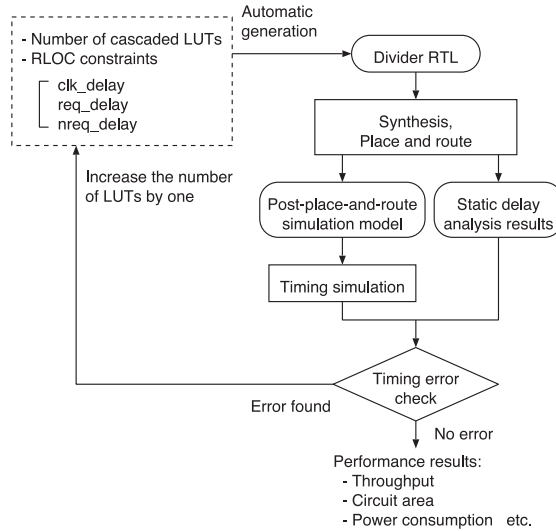 Automatic
generation
- Number of cascaded LUTs
- RLOC constraints
clk_delay
req_delay
nreq_delay
Divider RTL
Synthesis,
Place and route
Increase the number
of LUTs by one
Post-place-and-route
simulation model
Static delay
analysis results
Timing simulation
Timing error
check
Error found
No error
Performance results:
- Throughput
- Circuit area
- Power consumption etc.